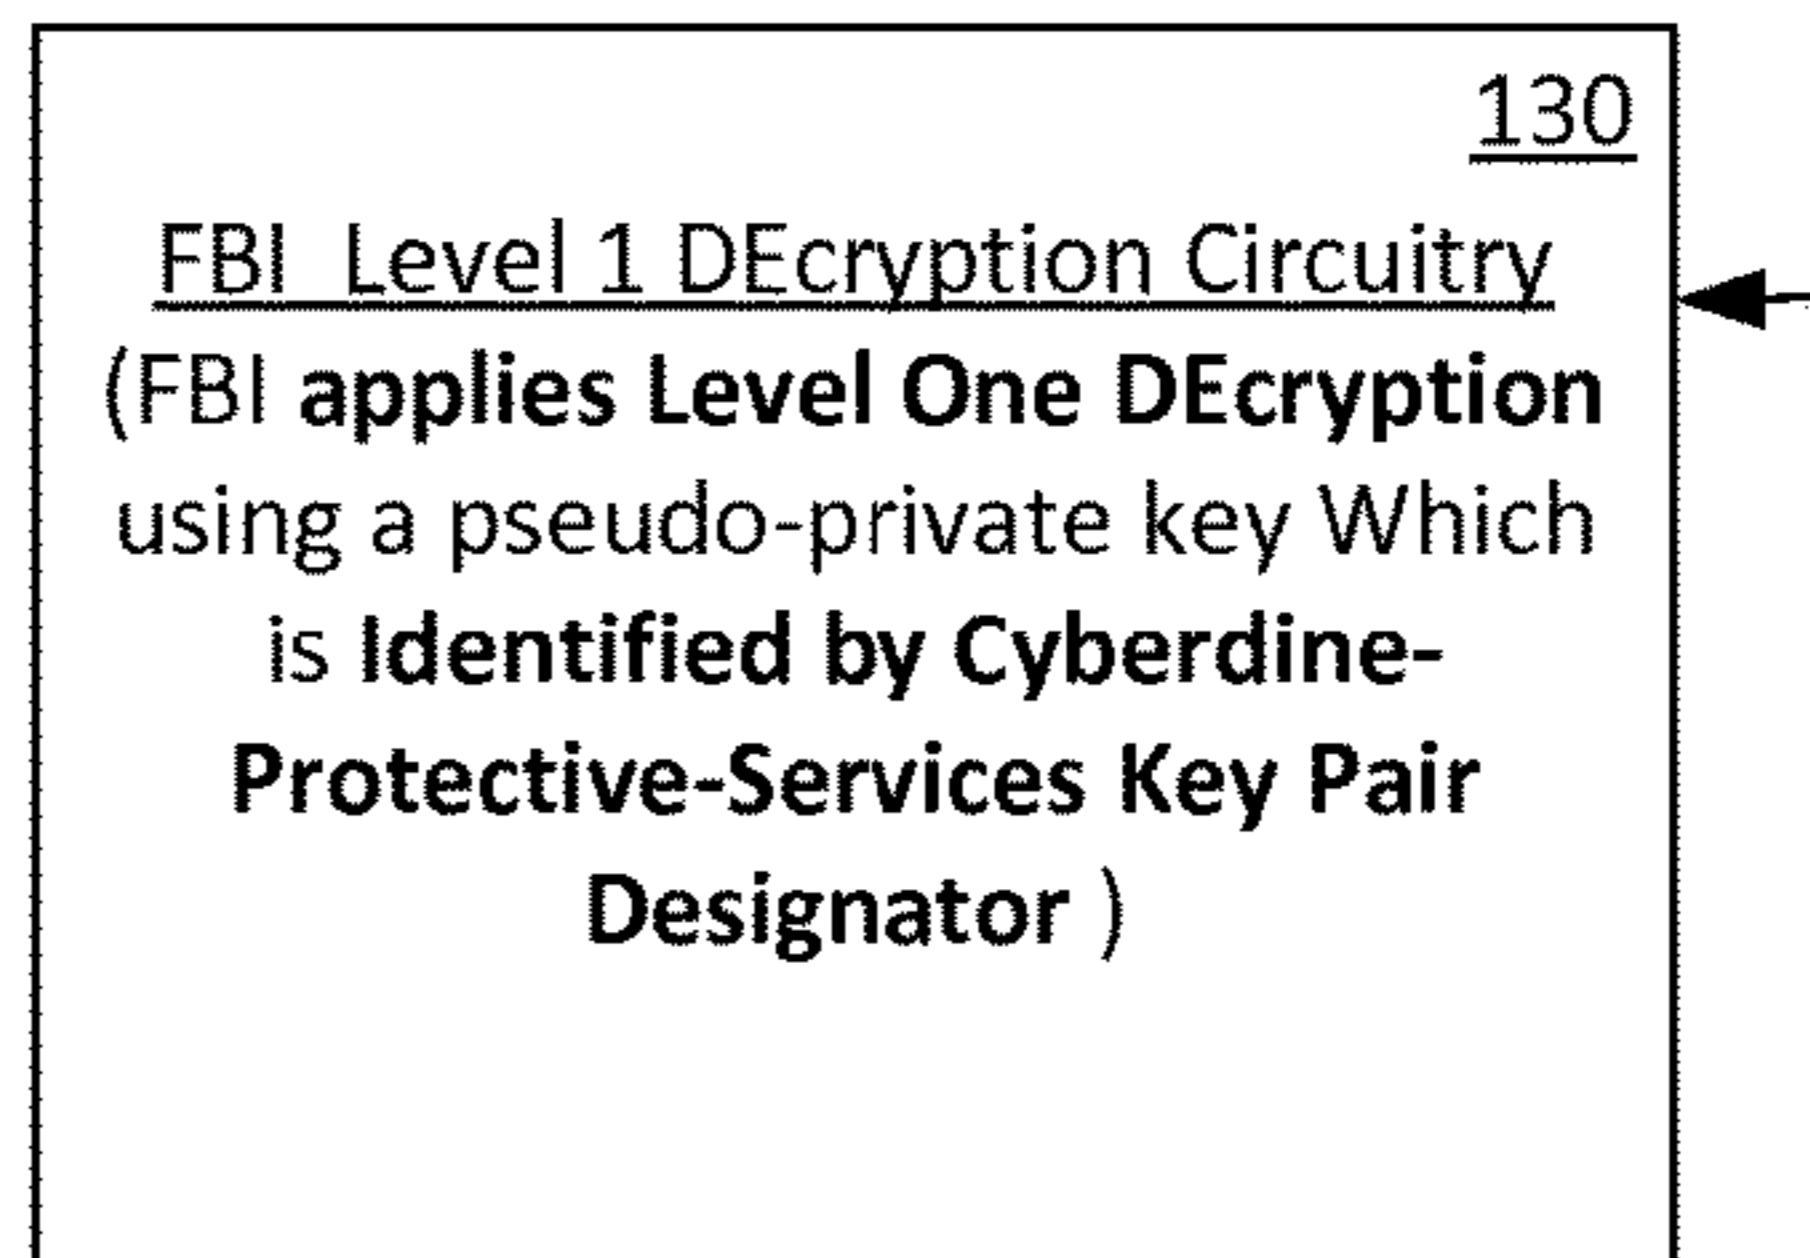 130
FBI  Level 1 DEcryption Circuitry
(FBI applies Level One DEcryption
using a pseudo-private key Which
is Identified by Cyberdine-
Protective-Services Key Pair
Designator )